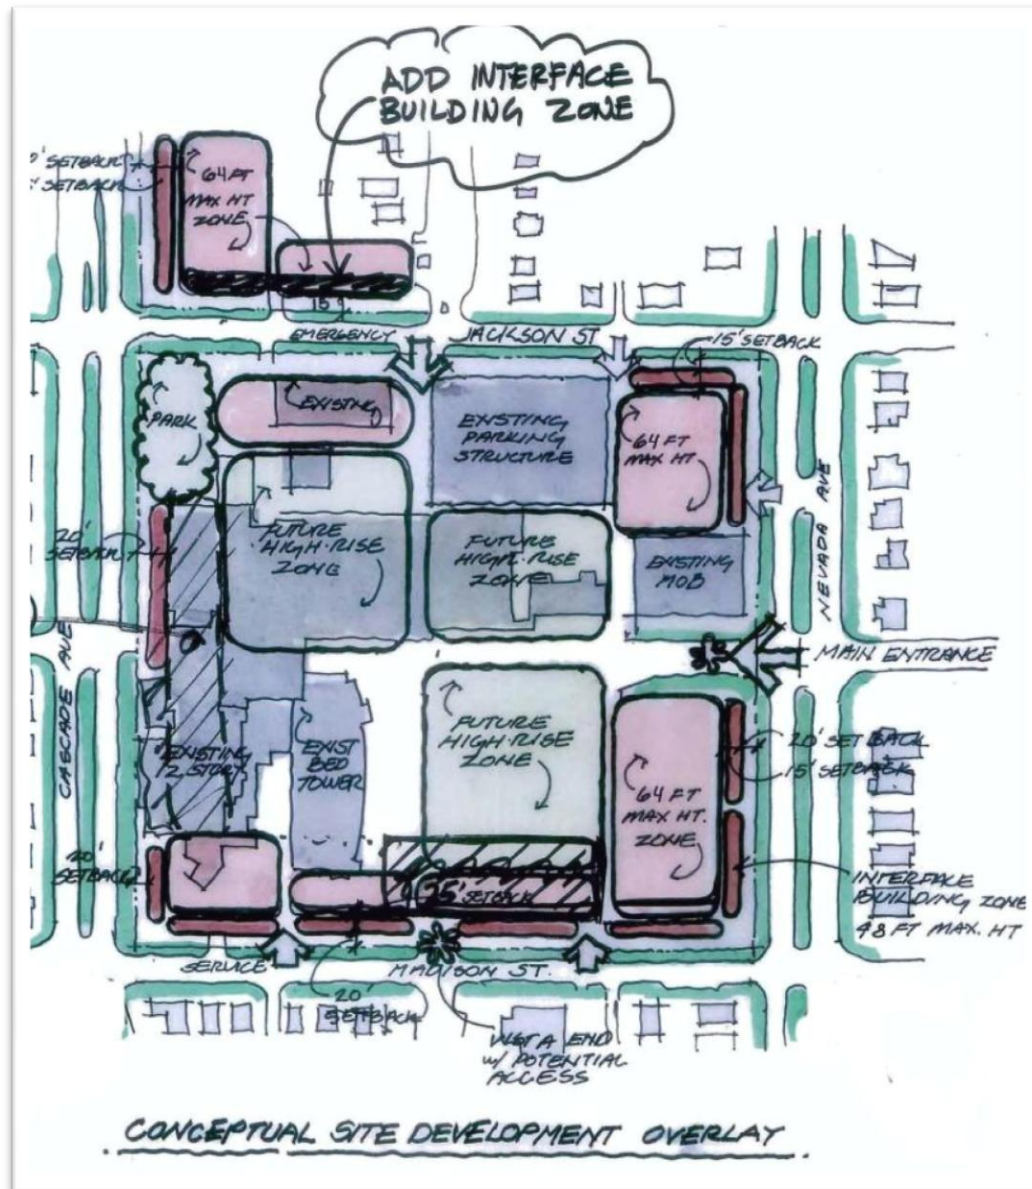 ADD INTERFACE
BUILDING ZONE
' SETBACK
' SETBACK
64 FT
MAX HT
ZONE
15'
EMERGENCY
JACKSON ST
15' SETBACK
PARK
EXISTING
EXISTING
PARKING
STRUCTURE
64 FT
MAX HT
NEVADA AVE
20'
SETBACK
FUTURE
HIGH-RISE
ZONE
FUTURE
HIGH-RISE
ZONE
EXISTING
MOB
MAIN ENTRANCE
CASCADE AVE
EXISTING
12 STORY
EXIST
BED
TOWER
FUTURE
HIGH-RISE
ZONE
20' SETBACK
15' SETBACK
64 FT
MAX HT.
ZONE
20'
SETBACK
SETBACK
INTERFACE
BUILDING ZONE
48 FT MAX. HT
SERVICE
MADISON ST.
20'
SETBACK
VISTA END
w/ POTENTIAL
ACCESS
CONCEPTUAL SITE DEVELOPMENT OVERLAY